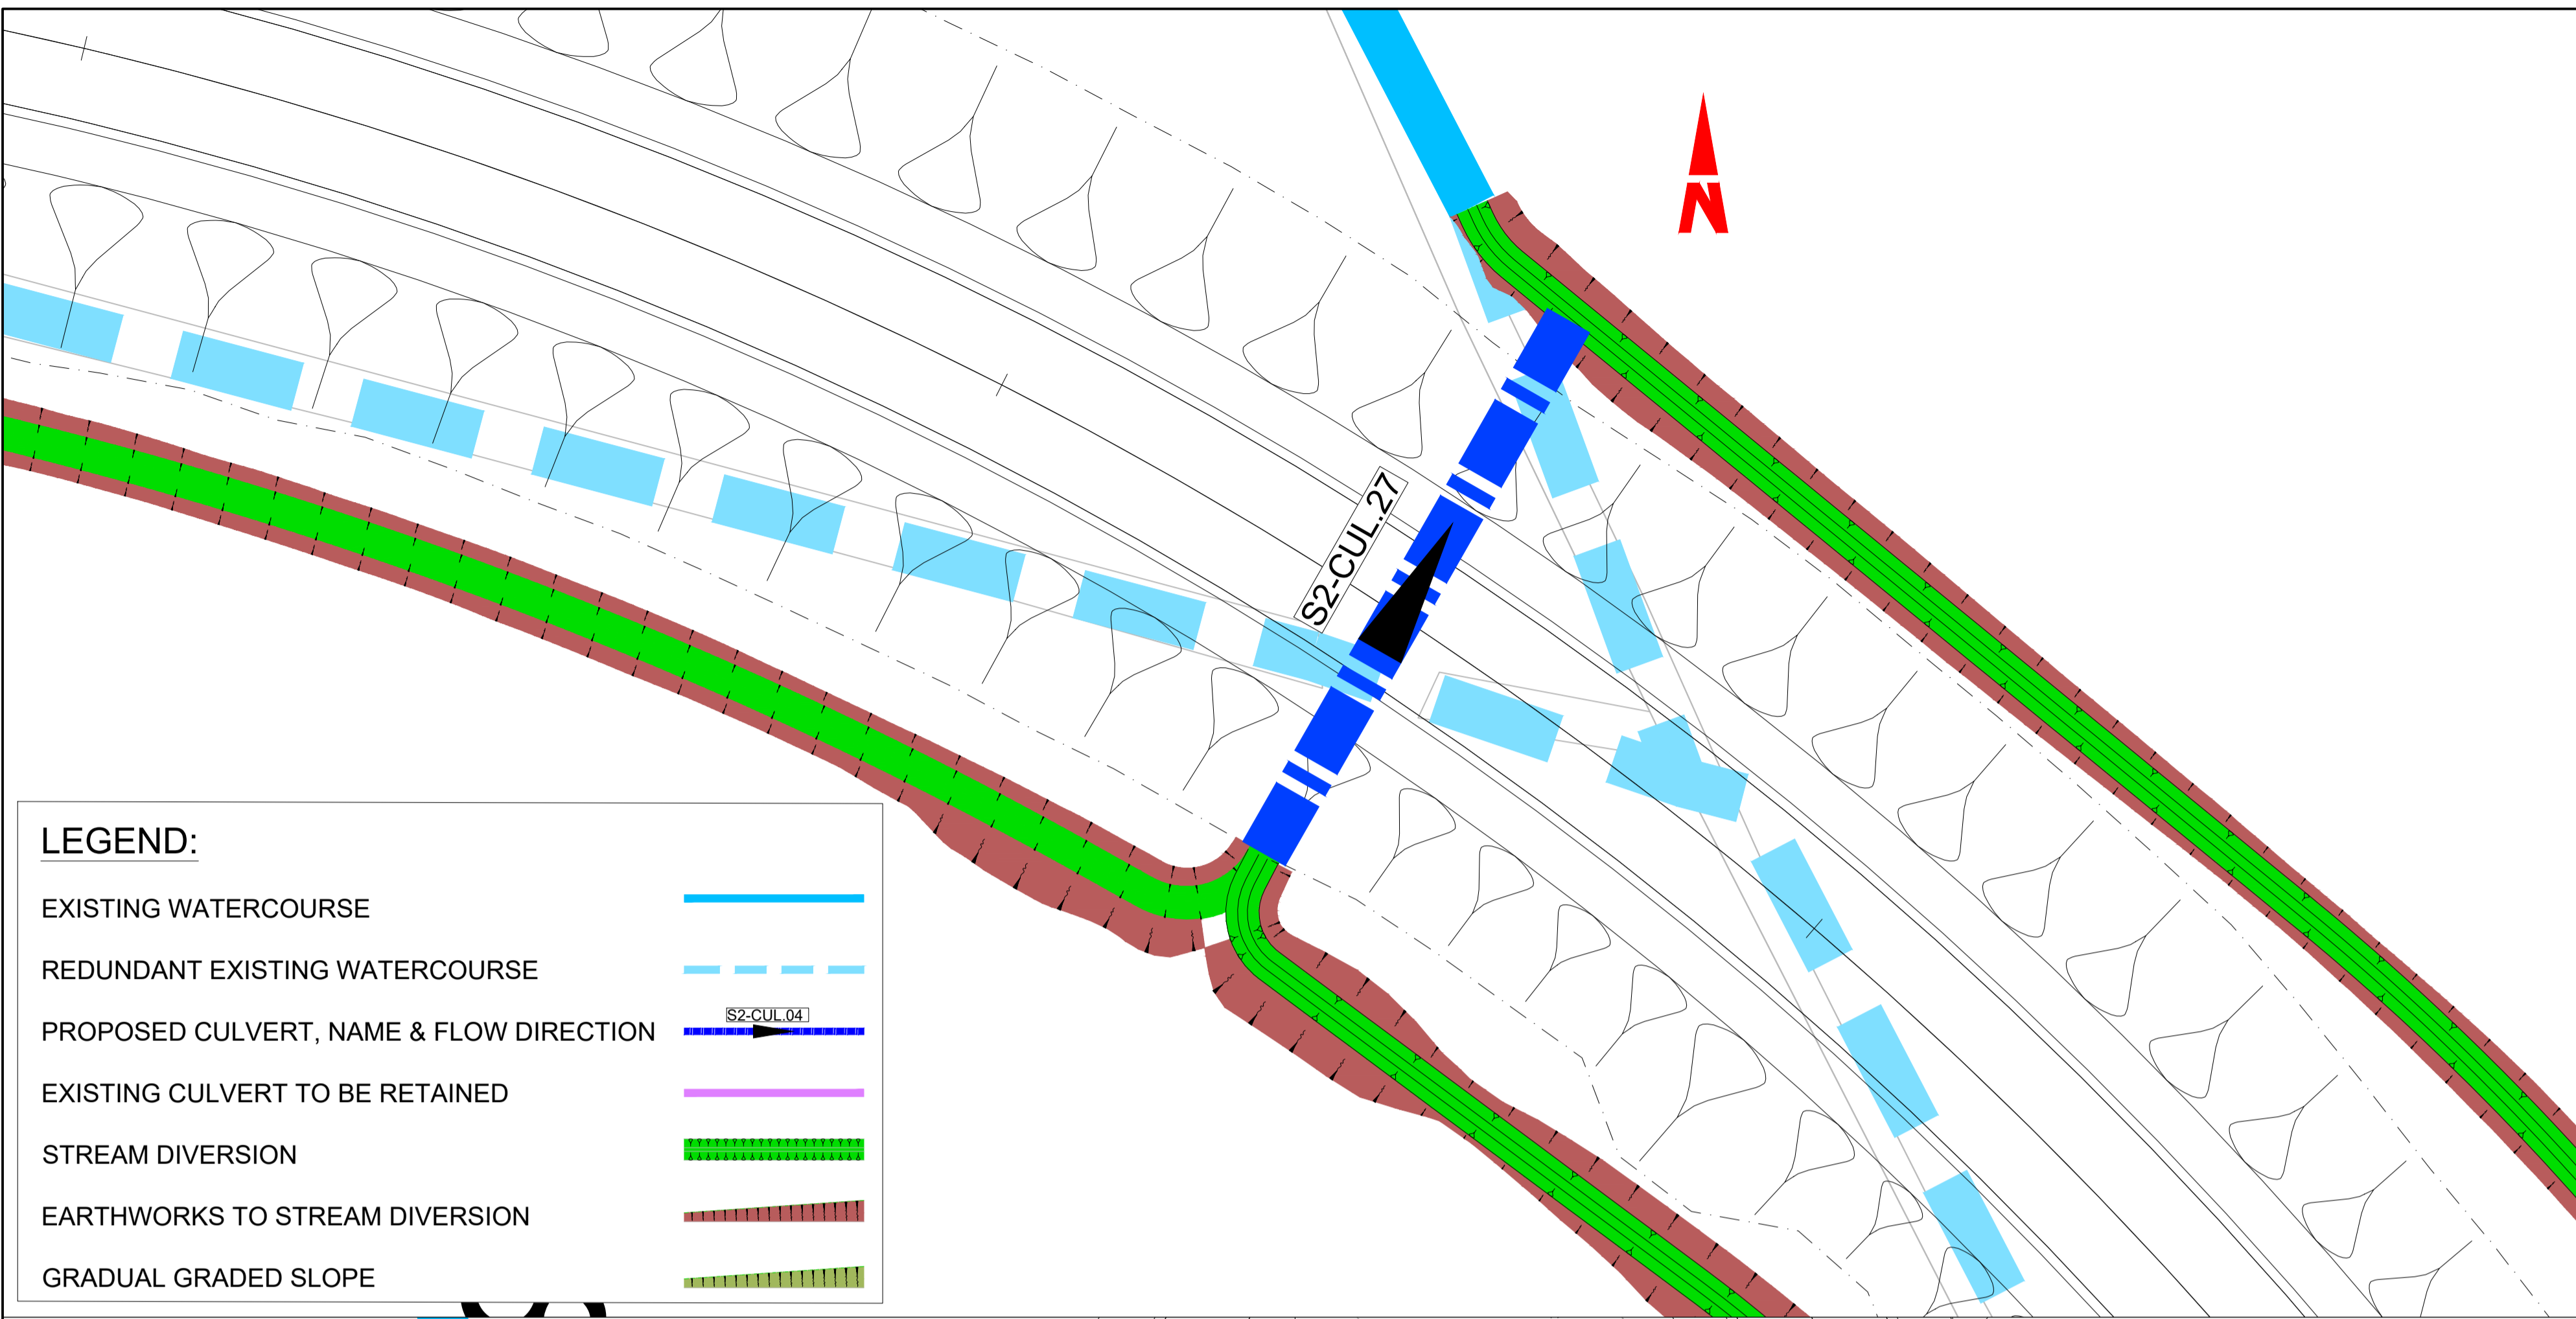 N
S2-CUL.27
LEGEND:
EXISTING WATERCOURSE
REDUNDANT EXISTING WATERCOURSE
S2-CUL.04
PROPOSED CULVERT, NAME & FLOW DIRECTION
EXISTING CULVERT TO BE RETAINED
STREAM DIVERSION
EARTHWORKS TO STREAM DIVERSION
GRADUAL GRADED SLOPE